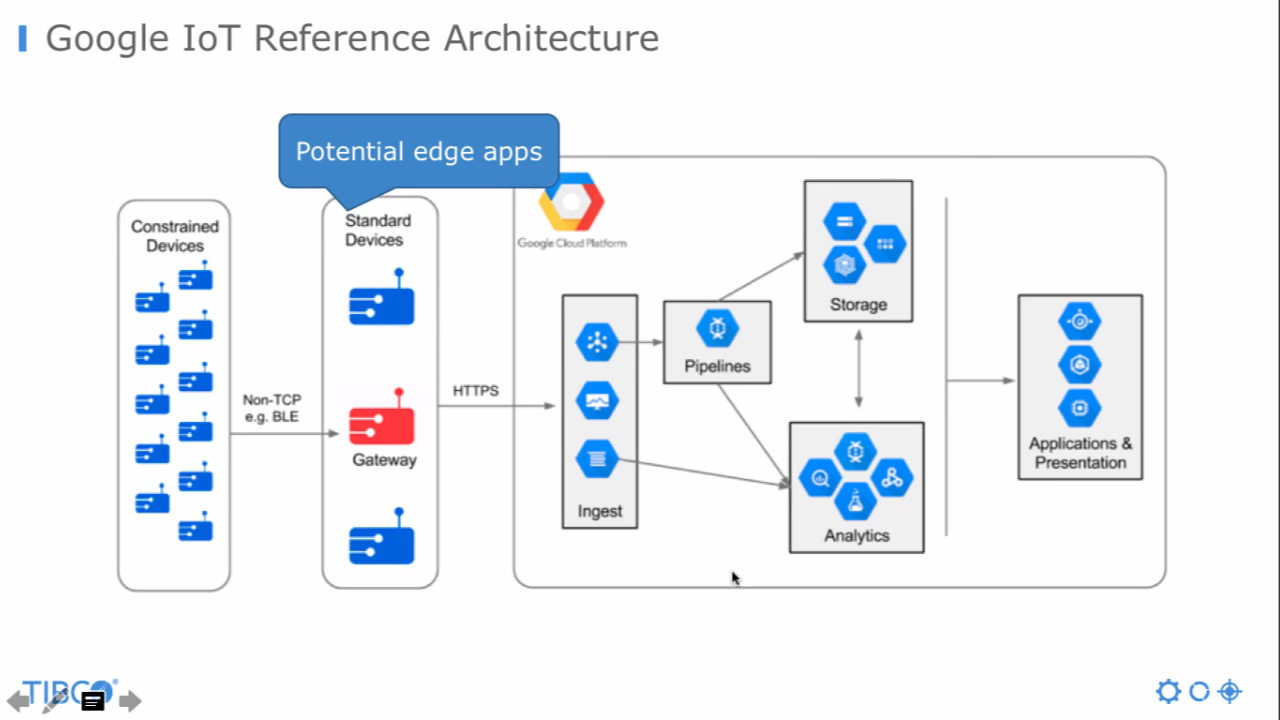 Google IoT Reference Architecture
Potential edge apps
Constrained
Devices
Standard
Devices
Google Cloud Platform
Storage
Pipelines
Non-TCP
e.g. BLE
HTTPS
Gateway
Ingest
Analytics
Applications &
Presentation
TIBCO®